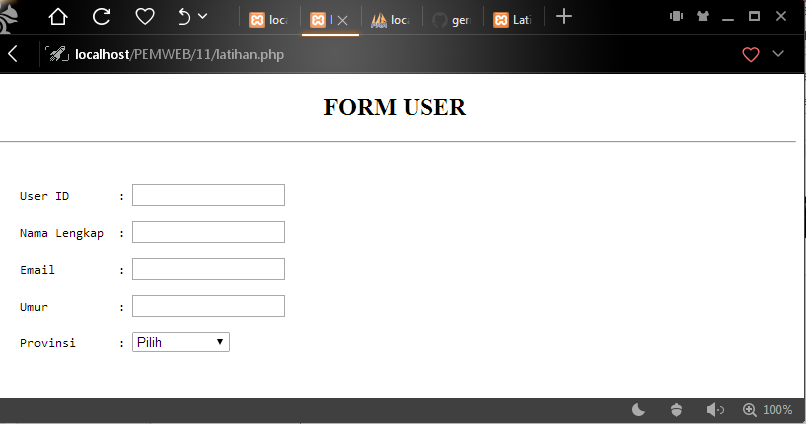 loca
l
loca
ger
Lati
localhost/PEMWEB/11/latihan.php
FORM USER
User ID :
Nama Lengkap :
Email :
Umur :
Provinsi : Pilih
100%